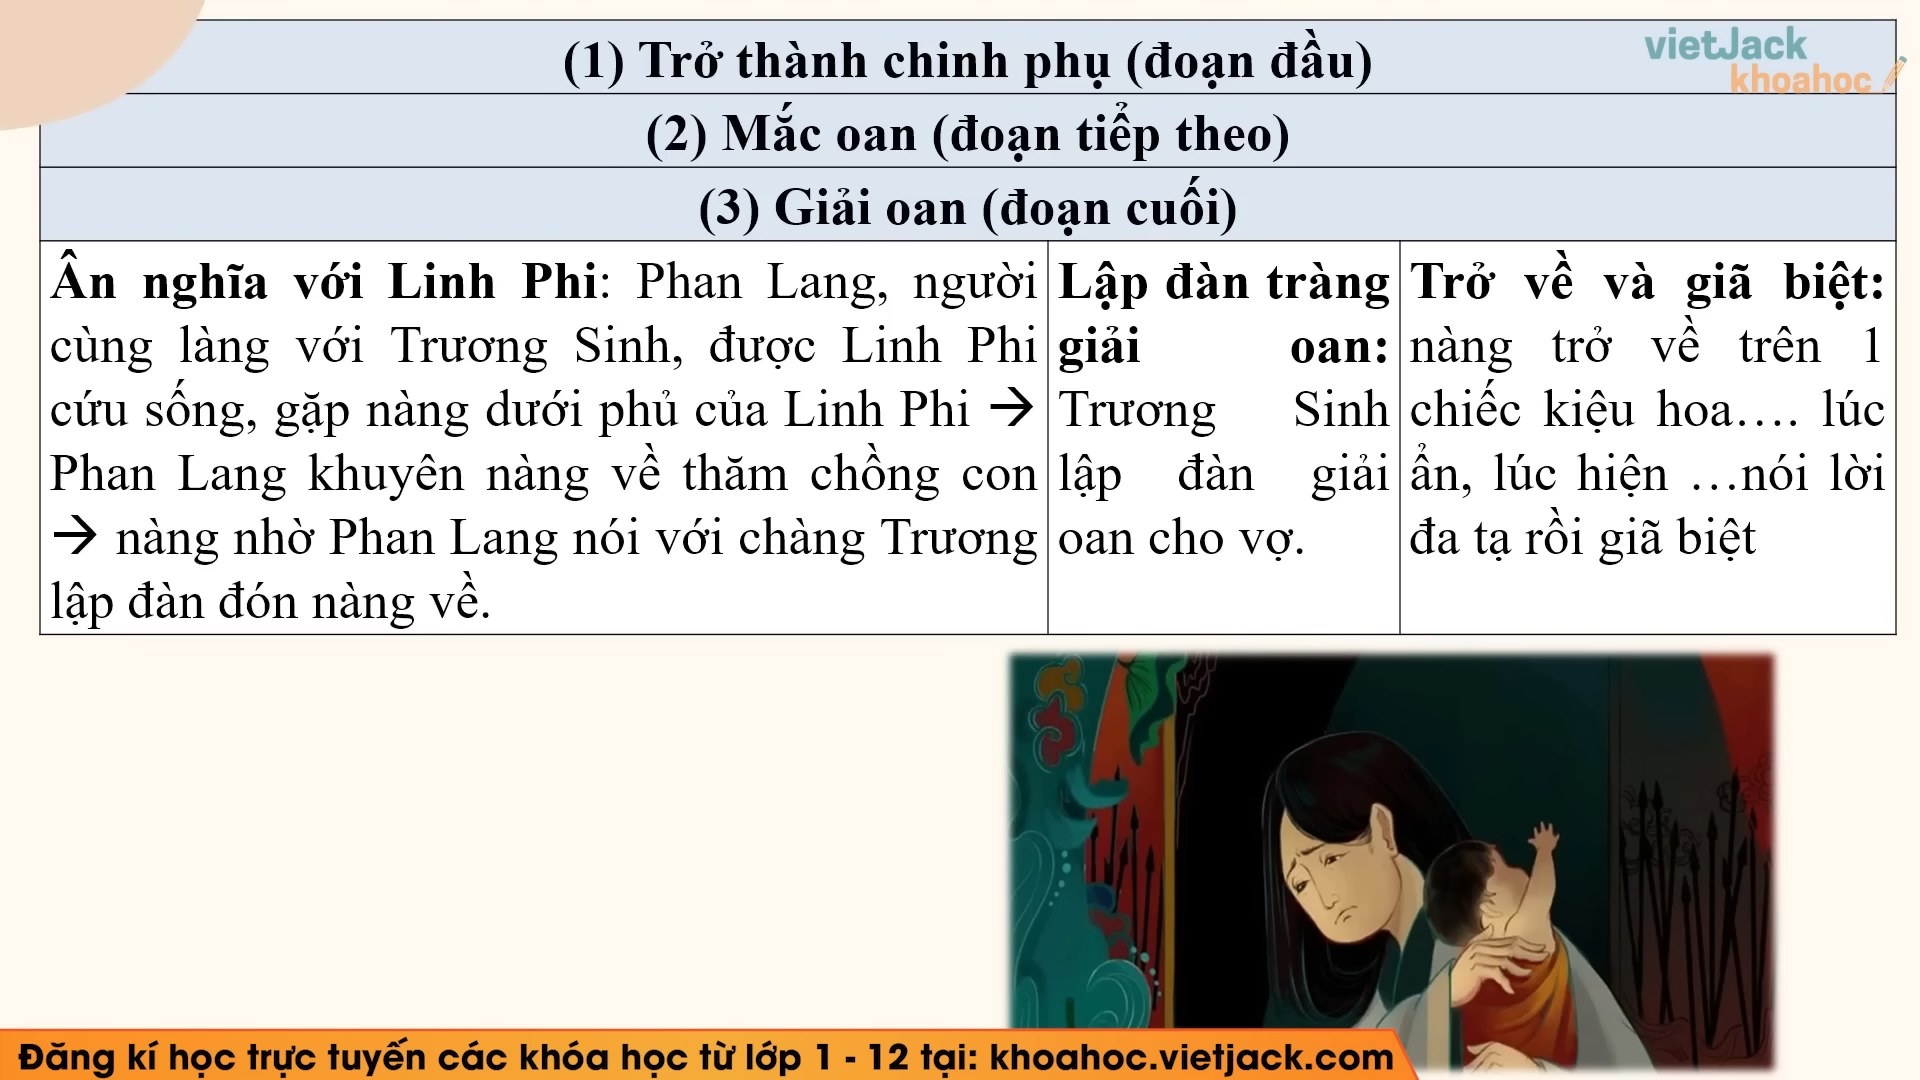 (1) Trở thành chinh phụ (đoạn đầu)
vietJack
khoahoc
(2) Mắc oan (đoạn tiểp theo)
(3) Giải oan (đoạn cuối)
Ân nghĩa với Linh Phi: Phan Lang, người
cùng làng với Trương Sinh, được Linh Phi
cứu sống, gặp nàng dưới phủ của Linh Phi →
Phan Lang khuyên nàng về thăm chồng con
→ nàng nhờ Phan Lang nói với chàng Trương
lập đàn đón nàng về.
Lập đàn tràng
giải oan:
Trương Sinh
lập đàn giải
oan cho vợ.
Trở về và giã biệt:
nàng trở về trên 1
chiếc kiệu hoa…. lúc
ẩn, lúc hiện …nói lời
đa tạ rồi giã biệt
Đăng kí học trực tuyến các khóa học từ lớp 1 - 12 tại: khoahoc.vietjack.com